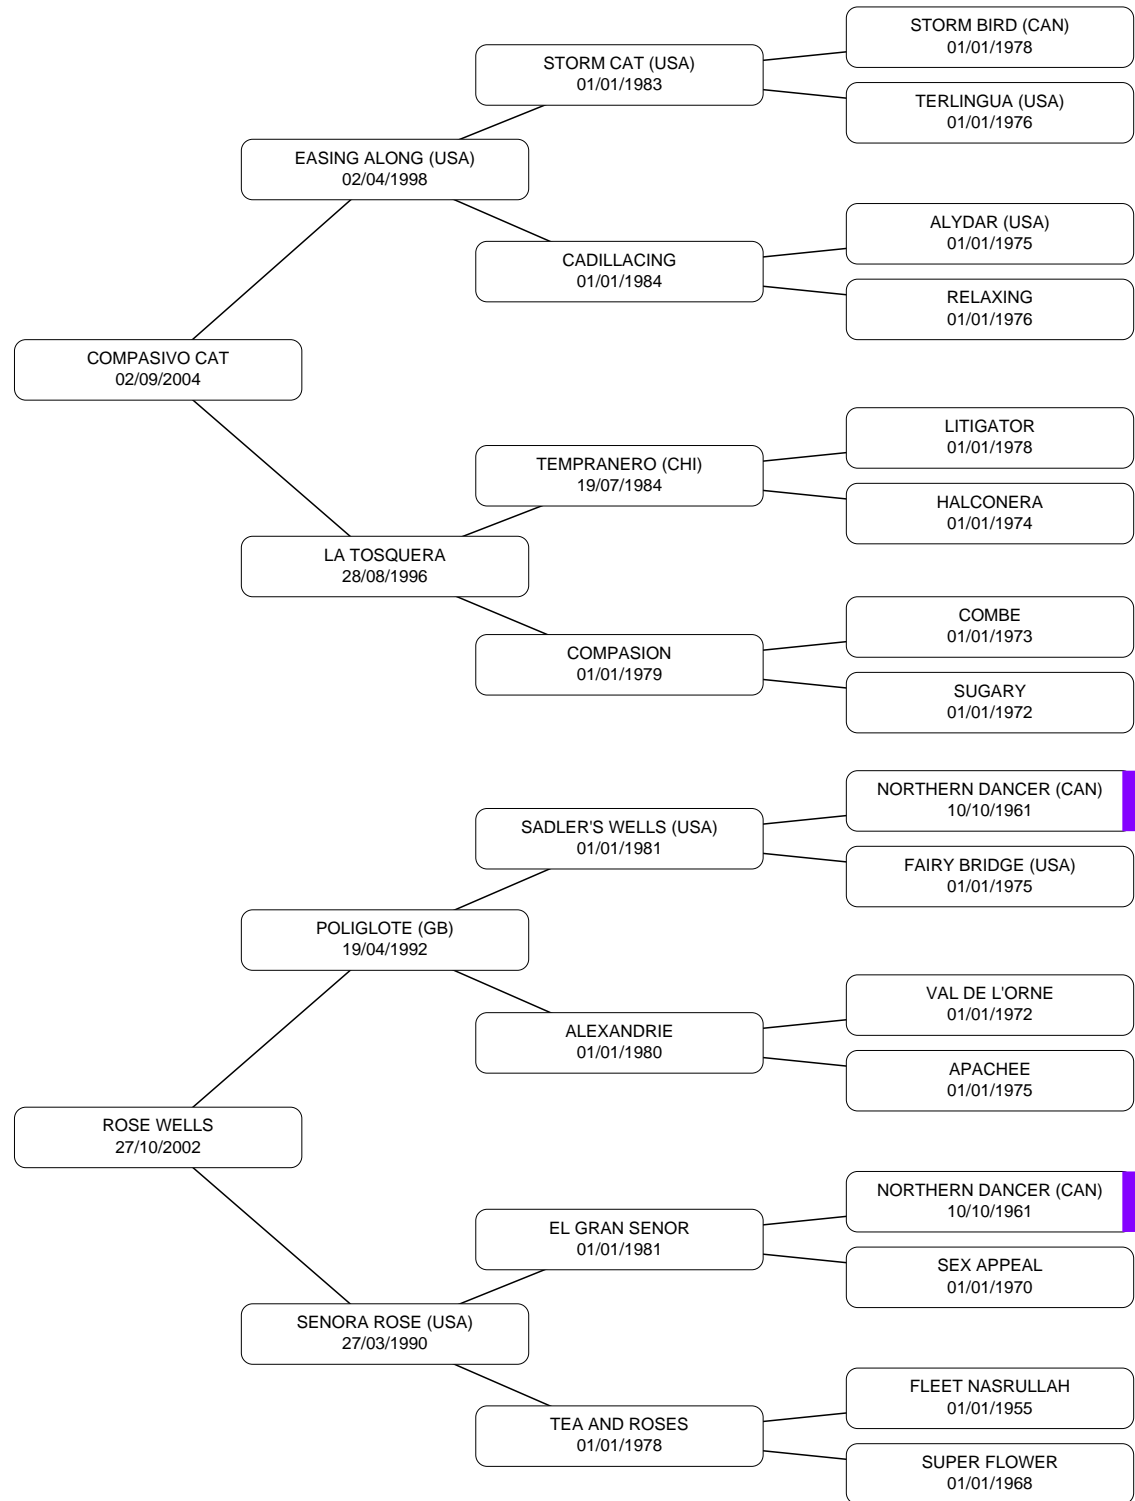 STORM BIRD (CAN)
01/01/1978
STORM CAT (USA)
01/01/1983
TERLINGUA (USA)
01/01/1976
EASING ALONG (USA)
02/04/1998
ALYDAR (USA)
01/01/1975
CADILLACING
01/01/1984
RELAXING
01/01/1976
COMPASIVO CAT
02/09/2004
LITIGATOR
01/01/1978
TEMPRANERO (CHI)
19/07/1984
HALCONERA
01/01/1974
LA TOSQUERA
28/08/1996
COMBE
01/01/1973
COMPASION
01/01/1979
SUGARY
01/01/1972
NORTHERN DANCER (CAN)
10/10/1961
SADLER'S WELLS (USA)
01/01/1981
FAIRY BRIDGE (USA)
01/01/1975
POLIGLOTE (GB)
19/04/1992
VAL DE L'ORNE
01/01/1972
ALEXANDRIE
01/01/1980
APACHEE
01/01/1975
ROSE WELLS
27/10/2002
NORTHERN DANCER (CAN)
10/10/1961
EL GRAN SENOR
01/01/1981
SEX APPEAL
01/01/1970
SENORA ROSE (USA)
27/03/1990
FLEET NASRULLAH
01/01/1955
TEA AND ROSES
01/01/1978
SUPER FLOWER
01/01/1968